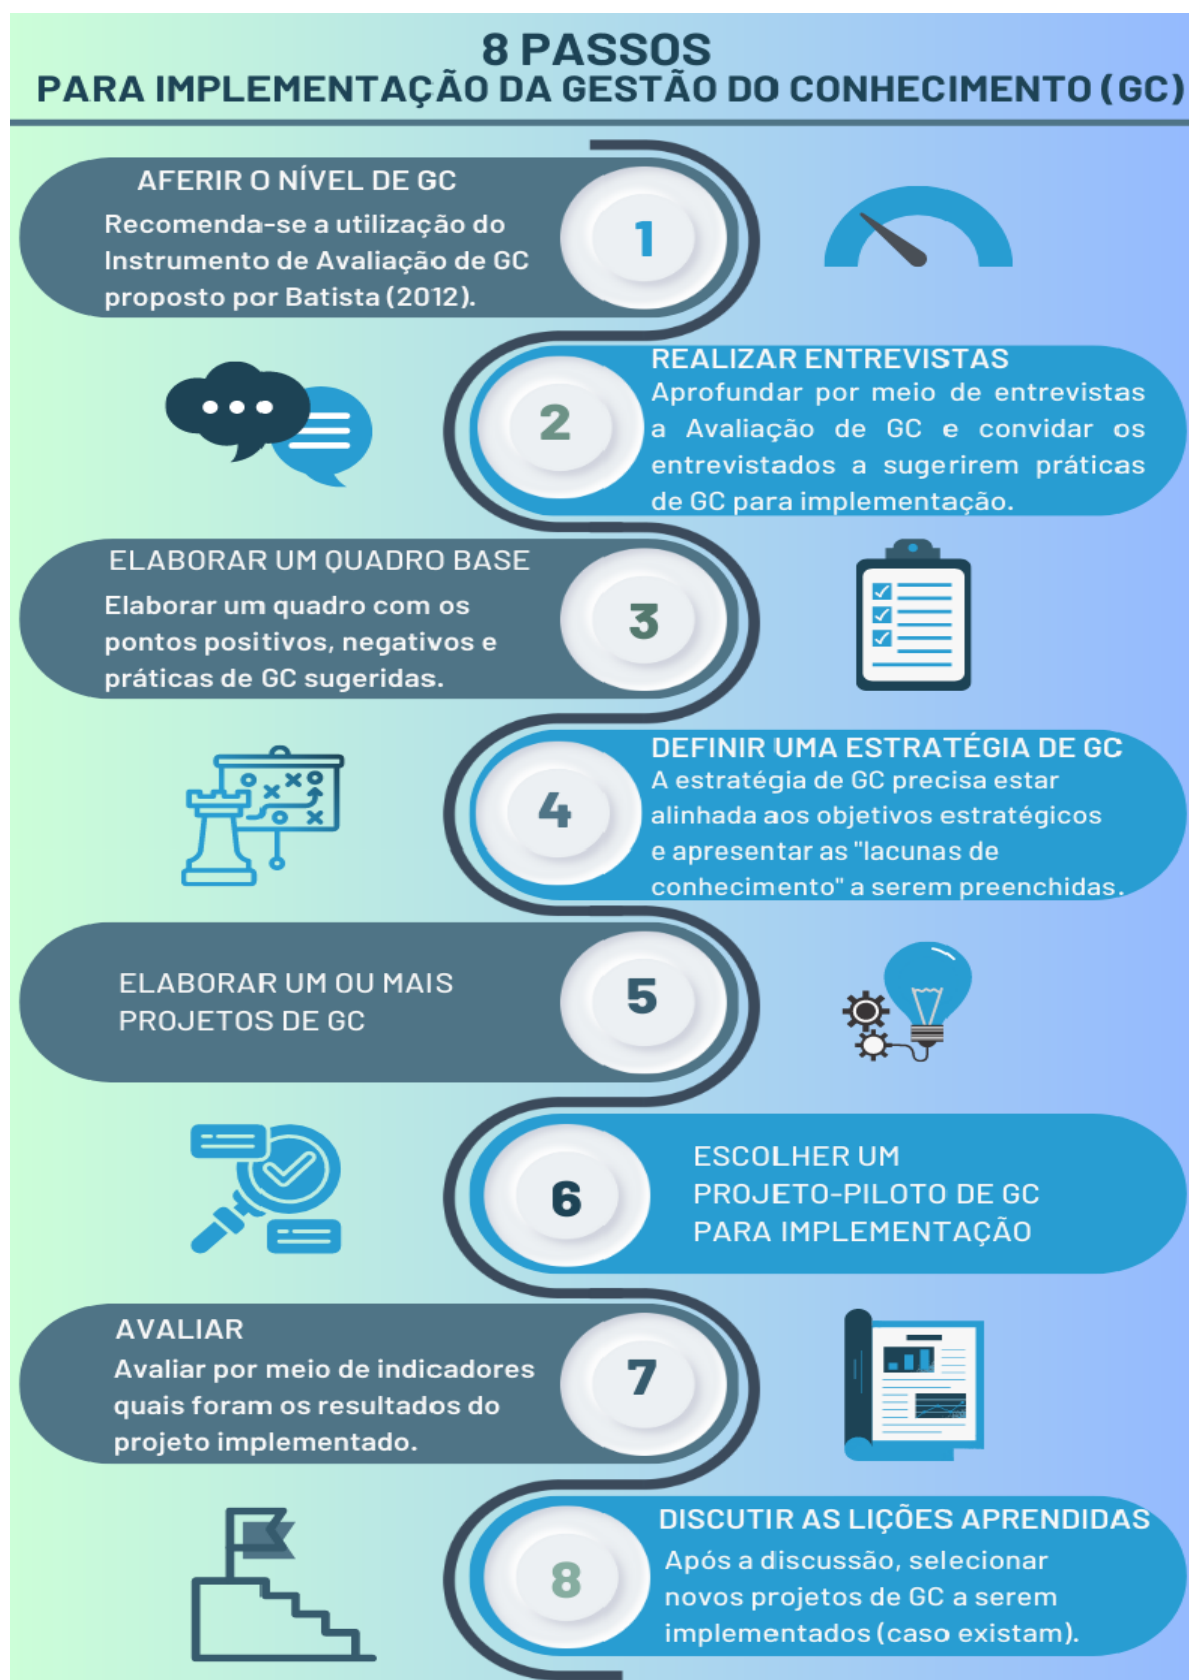 8 PASSOS
PARA IMPLEMENTAÇÃO DA GESTÃO DO CONHECIMENTO (GC)
AFERIR O NÍVEL DE GC
Recomenda-se a utilização do
Instrumento de Avaliação de GC
proposto por Batista (2012).
1
2
REALIZAR ENTREVISTAS
Aprofundar por meio de entrevistas
a Avaliação de GC e convidar os
entrevistados a sugerirem práticas
de GC para implementação.
ELABORAR UM QUADRO BASE
Elaborar um quadro com os
pontos positivos, negativos e
práticas de GC sugeridas.
3
4
DEFINIR UMA ESTRATÉGIA DE GC
A estratégia de GC precisa estar
alinhada aos objetivos estratégicos
e apresentar as "lacunas de
conhecimento" a serem preenchidas.
ELABORAR UM OU MAIS
PROJETOS DE GC
5
6
ESCOLHER UM
PROJETO-PILOTO DE GC
PARA IMPLEMENTAÇÃO
AVALIAR
Avaliar por meio de indicadores
quais foram os resultados do
projeto implementado.
7
8
DISCUTIR AS LIÇÕES APRENDIDAS
Após a discussão, selecionar
novos projetos de GC a serem
implementados (caso existam).